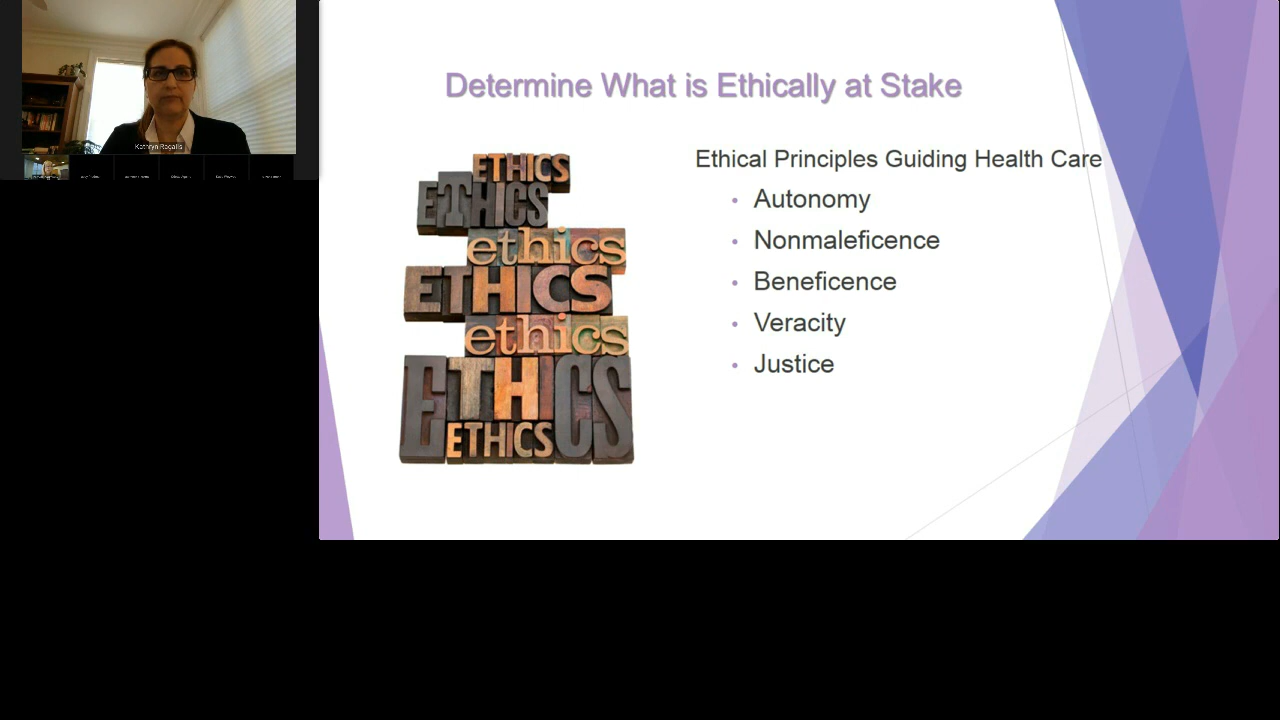 Kathryn Rogalis
Determine What is Ethically at Stake
ETHICS
ETHICS
ethics
ETHICS
ethics
ETHICS
ETHICS
Ethical Principles Guiding Health Care
• Autonomy
• Nonmaleficence
• Beneficence
• Veracity
• Justice